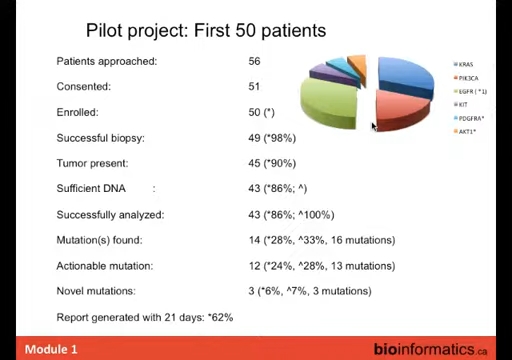 Pilot project: First 50 patients
Patients approached: 56
Consented: 51
Enrolled: 50 (*)
Successful biopsy: 49 (*98%)
Tumor present: 45 (*90%)
Sufficient DNA : 43 (*86%; ^)
Successfully analyzed: 43 (*86%; ^100%)
Mutation(s) found: 14 (*28%, ^33%, 16 mutations)
Actionable mutation: 12 (*24%, ^28%, 13 mutations)
Novel mutations: 3 (*6%, ^7%, 3 mutations)
Report generated with 21 days: *62%
KRAS
PIK3CA
EGFR (*1)
KIT
PDGFRA*
AKT1*
Module 1
bioinformatics.ca